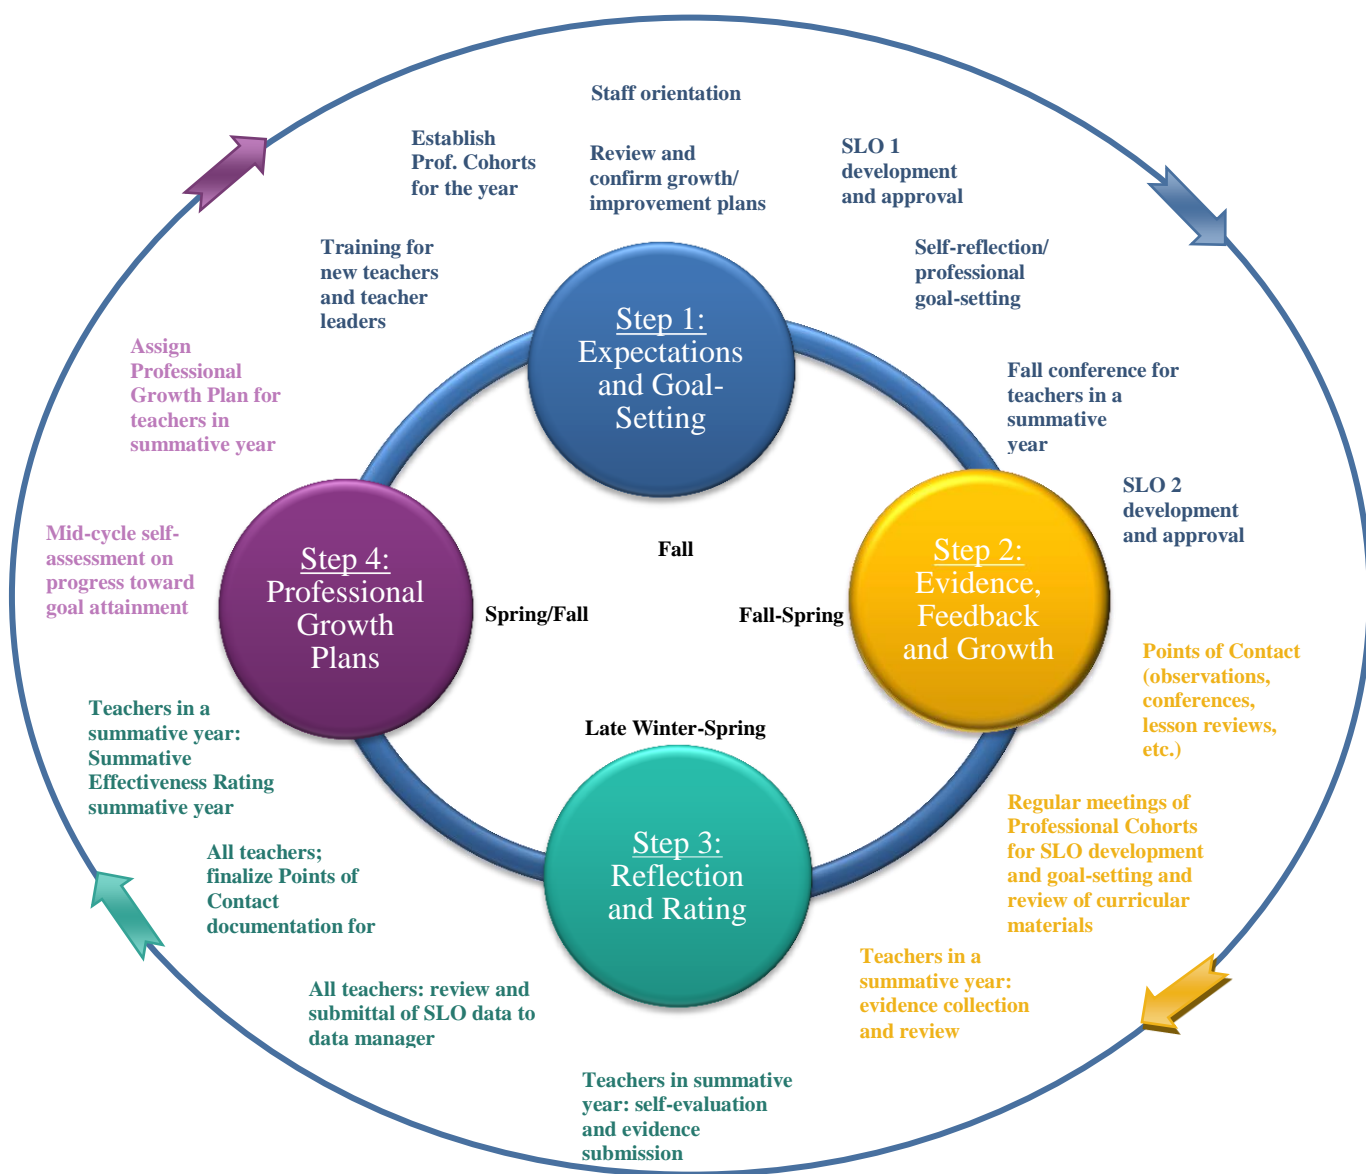 Staff orientation
Establish
Prof. Cohorts
for the year
Review and
confirm growth/
improvement plans
SLO 1
development
and approval
Training for
new teachers
and teacher
leaders
Self-reflection/
professional
goal-setting
Step 1:
Expectations
and Goal-
Setting
Assign
Professional
Growth Plan for
teachers in
summative year
Fall conference for
teachers in a
summative
year
SLO 2
development
and approval
Mid-cycle self-
assessment on
progress toward
goal attainment
Step 4:
Professional
Growth
Plans
Fall
Spring/Fall
Fall-Spring
Step 2:
Evidence,
Feedback
and Growth
Points of Contact
(observations,
conferences,
lesson reviews,
etc.)
Late Winter-Spring
Teachers in a
summative year:
Summative
Effectiveness Rating
summative year
Step 3:
Reflection
and Rating
Regular meetings of
Professional Cohorts
for SLO development
and goal-setting and
review of curricular
materials
All teachers;
finalize Points of
Contact
documentation for
Teachers in a
summative year:
evidence collection
and review
All teachers: review and
submittal of SLO data to
data manager
Teachers in summative
year: self-evaluation
and evidence
submission